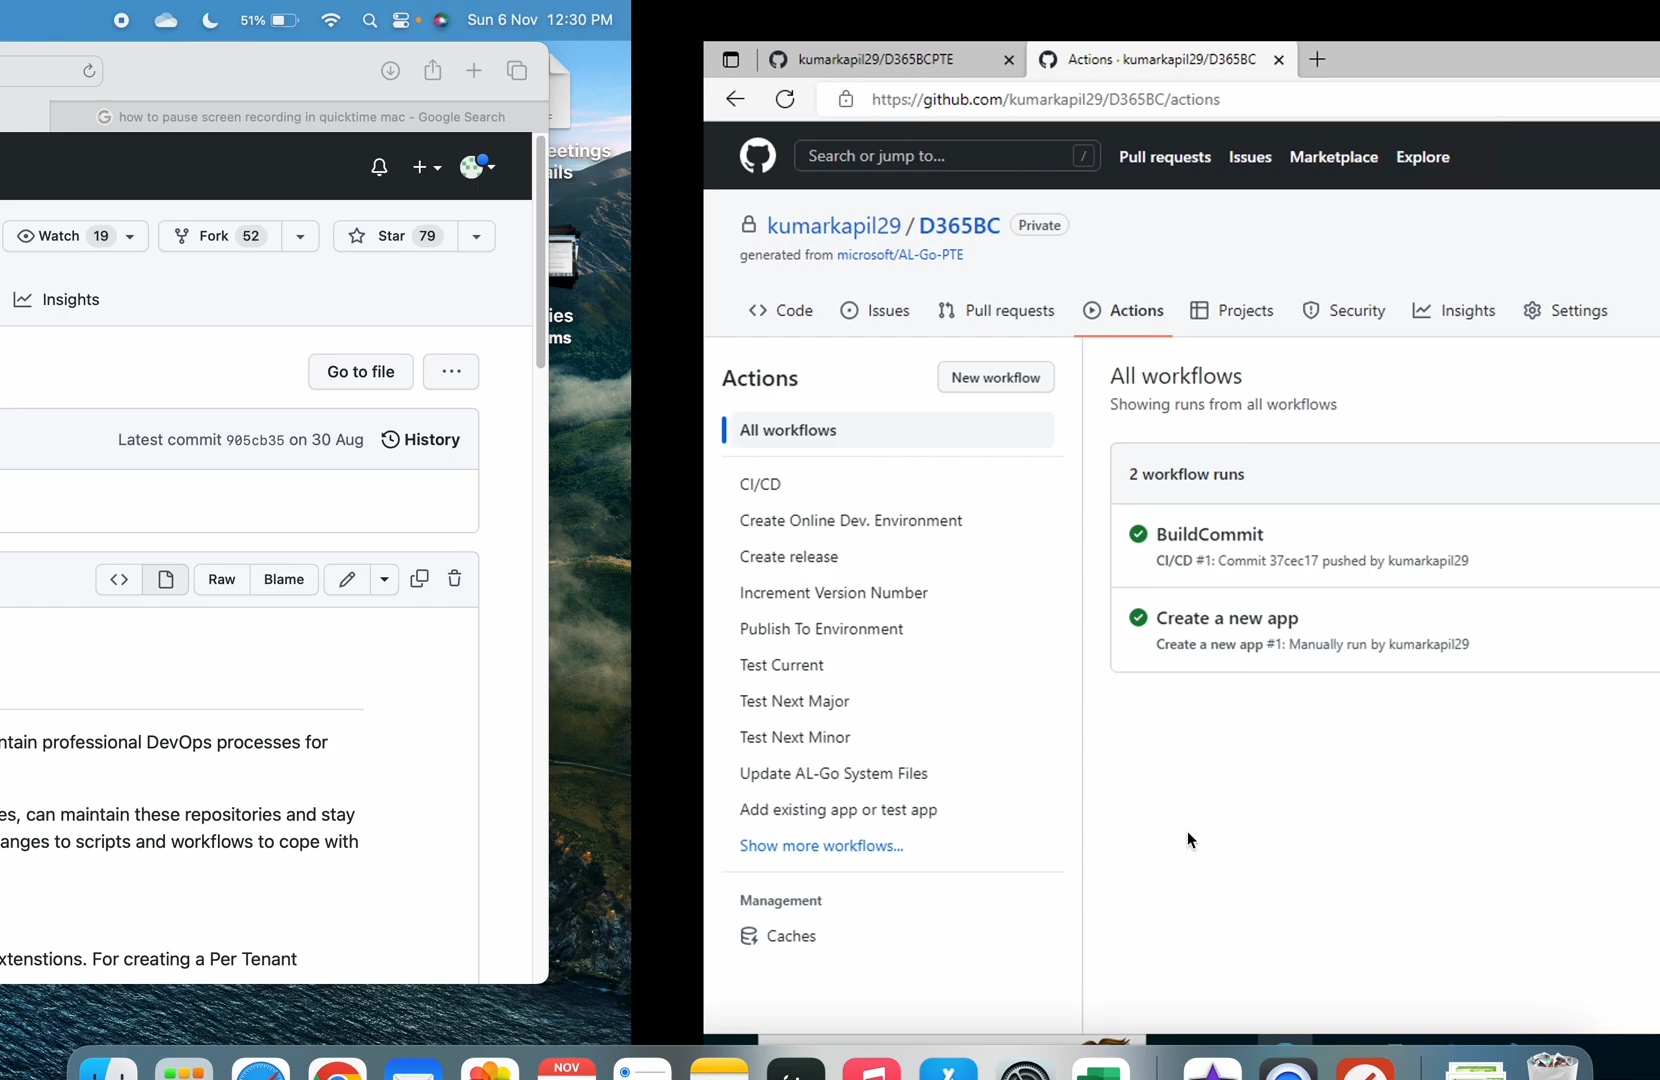 51%
Sun 6 Nov 12:30 PM
how to pause screen recording in quicktime mac - Google Search
Watch 19
Fork 52
Star 79
Insights
Go to file
Latest commit 905cb35 on 30 Aug
History
Raw
Blame
ntain professional DevOps processes for
es, can maintain these repositories and stay
anges to scripts and workflows to cope with
xtenstions. For creating a Per Tenant
eetings
ails
ies
ms
kumarkapil29/D365BCPTE
Actions · kumarkapil29/D365BC
https://github.com/kumarkapil29/D365BC/actions
Search or jump to... /
Pull requests
Issues
Marketplace
Explore
kumarkapil29 / D365BC
Private
generated from microsoft/AL-Go-PTE
Code
Issues
Pull requests
Actions
Projects
Security
Insights
Settings
Actions
New workflow
All workflows
CI/CD
Create Online Dev. Environment
Create release
Increment Version Number
Publish To Environment
Test Current
Test Next Major
Test Next Minor
Update AL-Go System Files
Add existing app or test app
Show more workflows...
Management
Caches
All workflows
Showing runs from all workflows
2 workflow runs
BuildCommit
CI/CD #1: Commit 37cec17 pushed by kumarkapil29
Create a new app
Create a new app #1: Manually run by kumarkapil29
NOV